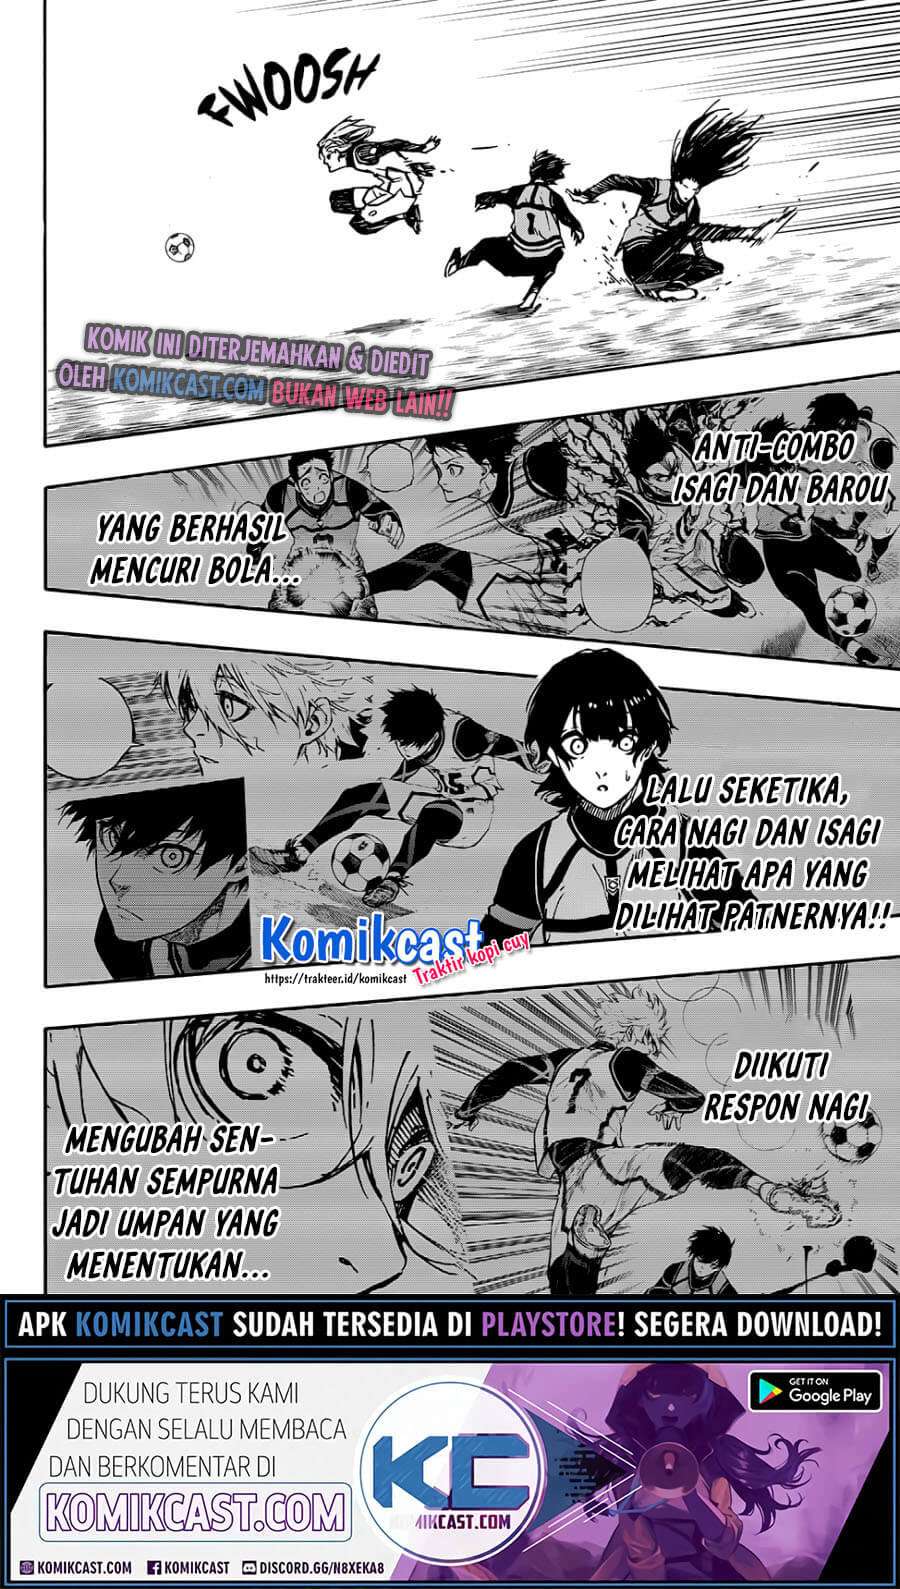 FWOOSH
KOMIK INI DITERJEMAHKAN & DIEDIT
OLEH KOMIKCAST.COM BUKAN WEB LAIN!!
1
ANTI-COMBO
ISAGI DAN BAROU
YANG BERHASIL
MENCURI BOLA...
5
LALU SEKETIKA,
CARA NAGI DAN ISAGI
MELIHAT APA YANG
DILIHAT PATNERNYA!!
Komikcast
Traktir kopi cuy
https://trakteer.id/komikcast
7
DIIKUTI
RESPON NAGI
MENGUBAH SEN-
TUHAN SEMPURNA
JADI UMPAN YANG
MENENTUKAN...
APK KOMIKCAST SUDAH TERSEDIA DI PLAYSTORE! SEGERA DOWNLOAD!
DUKUNG TERUS KAMI
DENGAN SELALU MEMBACA
DAN BERKOMENTAR DI
KOMIKCAST.COM
KC
KOMIKCAST.COM
GET IT ON
Google Play
KOMIKCAST.COM KOMIKCAST DISCORD.GG/N8XEKA8